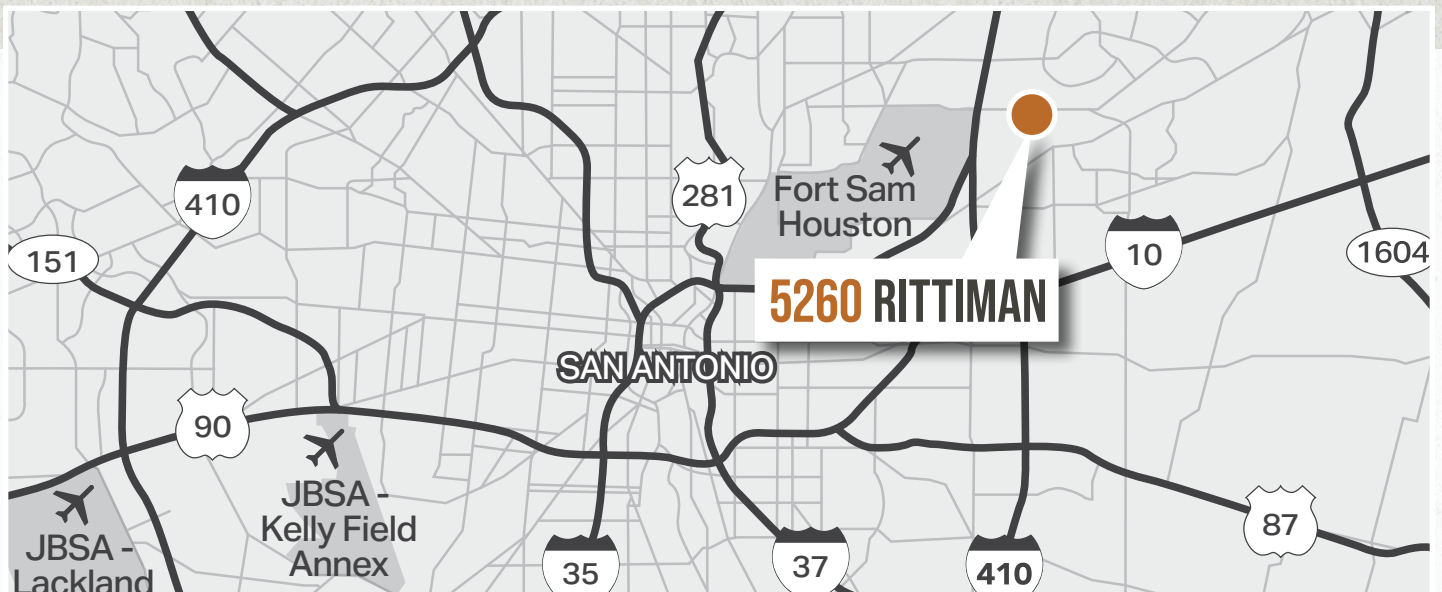 410
281
Fort Sam
Houston
151
10
1604
5260 RITTIMAN
SAN ANTONIO
90
JBSA -
Kelly Field
Annex
JBSA -
Lackland
35
37
410
87